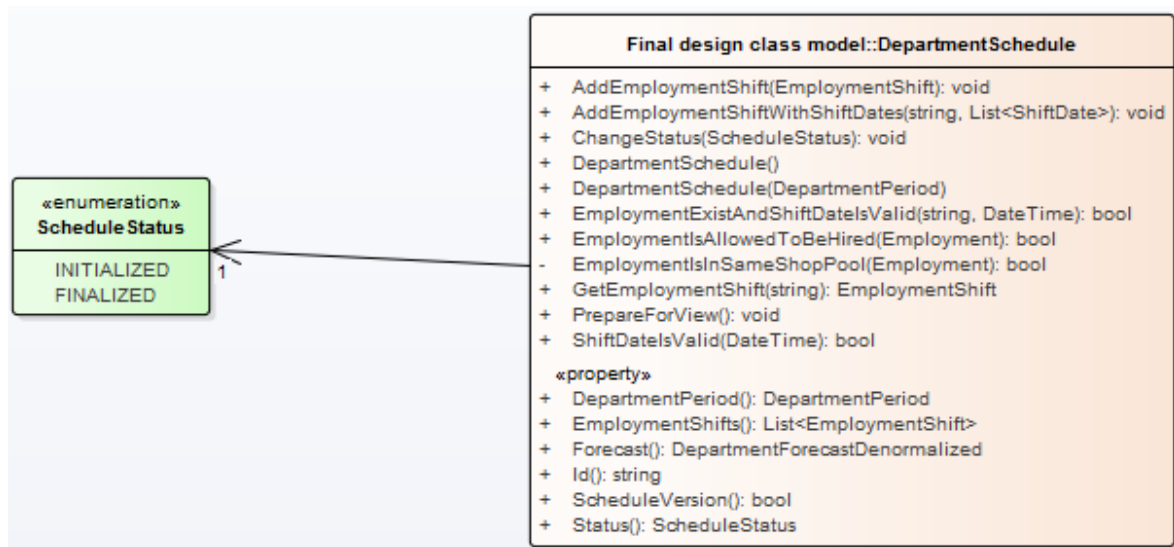 «enumeration»
ScheduleStatus
INITIALIZED
FINALIZED
1
Final design class model::DepartmentSchedule
+ AddEmploymentShift(EmploymentShift): void
+ AddEmploymentShiftWithShiftDates(string, List<ShiftDate>): void
+ ChangeStatus(ScheduleStatus): void
+ DepartmentSchedule()
+ DepartmentSchedule(DepartmentPeriod)
+ EmploymentExistAndShiftDateIsValid(string, DateTime): bool
+ EmploymentIsAllowedToBeHired(Employment): bool
- EmploymentIsInSameShopPool(Employment): bool
+ GetEmploymentShift(string): EmploymentShift
+ PrepareForView(): void
+ ShiftDateIsValid(DateTime): bool
«property»
+ DepartmentPeriod(): DepartmentPeriod
+ EmploymentShifts(): List<EmploymentShift>
+ Forecast(): DepartmentForecastDenormalized
+ Id(): string
+ ScheduleVersion(): bool
+ Status(): ScheduleStatus